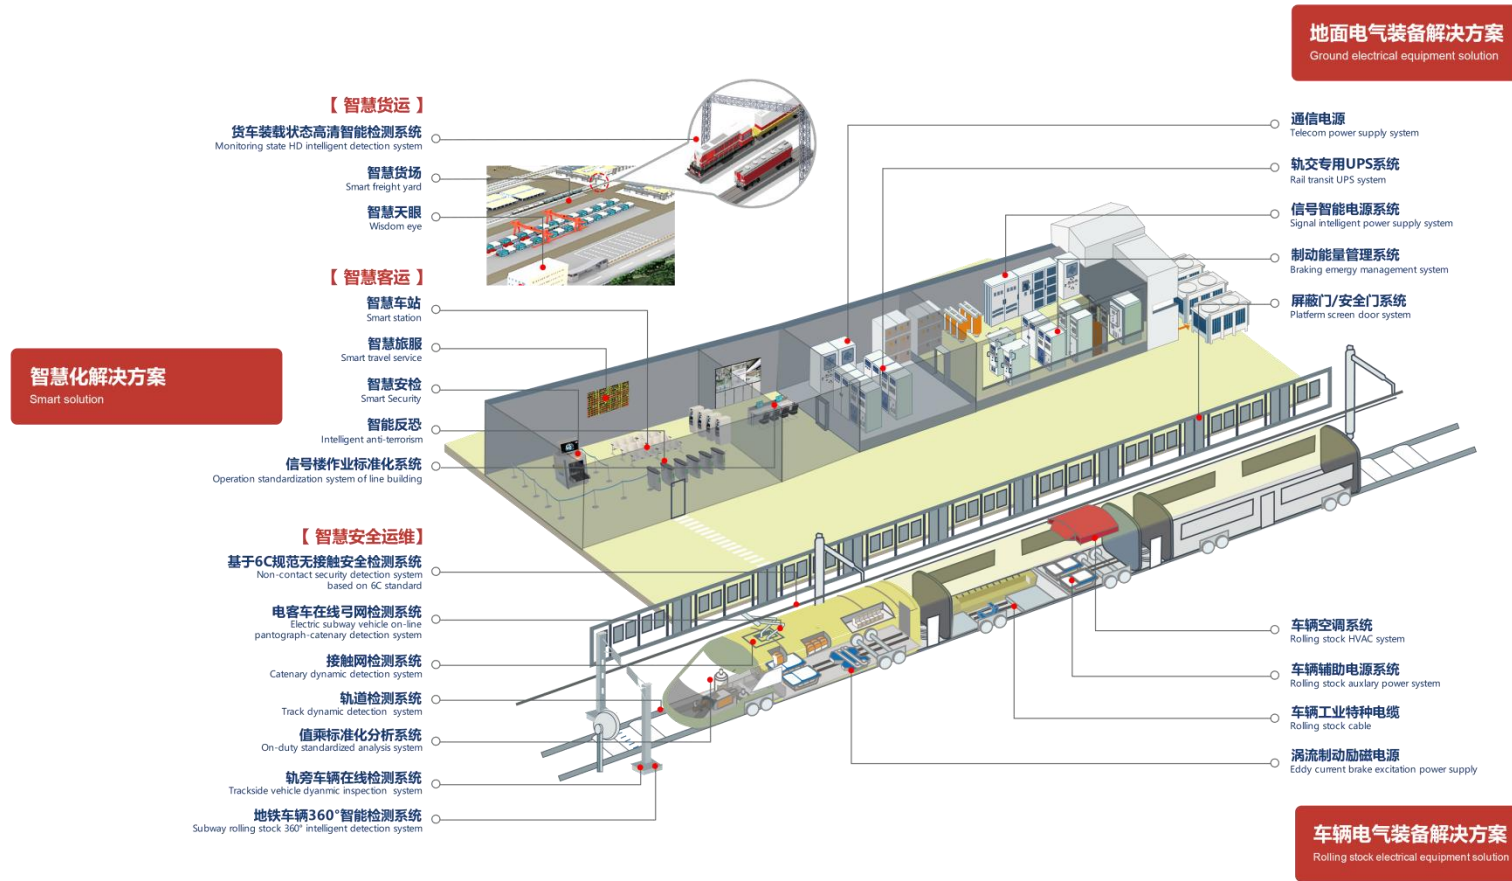 地面电气装备解决方案
Ground electrical equipment solution
【 智慧货运 】
货车装载状态高清智能检测系统
Monitoring state HD intelligent detection system
智慧货场
Smart freight yard
智慧天眼
Wisdom eye
【 智慧客运 】
智慧车站
Smart station
智慧旅服
Smart travel service
智慧安检
Smart Security
智能反恐
Intelligent anti-terrorism
信号楼作业标准化系统
Operation standardization system of line building
智慧化解决方案
Smart solution
【 智慧安全运维】
基于6C规范无接触安全检测系统
Non-contact security detection system
based on 6C standard
电客车在线弓网检测系统
Electric subway vehicle on-line
pantograph-catenary detection system
接触网检测系统
Catenary dynamic detection system
轨道检测系统
Track dynamic detection system
值乘标准化分析系统
On-duty standardized analysis system
轨旁车辆在线检测系统
Trackside vehicle dyanmic inspection system
地铁车辆360°智能检测系统
Subway rolling stock 360° intelligent detection system
通信电源
Telecom power supply system
轨交专用UPS系统
Rail transit UPS system
信号智能电源系统
Signal intelligent power supply system
制动能量管理系统
Braking emergy management system
屏蔽门/安全门系统
Platferm screen door system
车辆空调系统
Rolling stock HVAC system
车辆辅助电源系统
Rolling stock auxlary power system
车辆工业特种电缆
Rolling stock cable
涡流制动励磁电源
Eddy current brake excitation power supply
车辆电气装备解决方案
Rolling stock electrical equipment solution